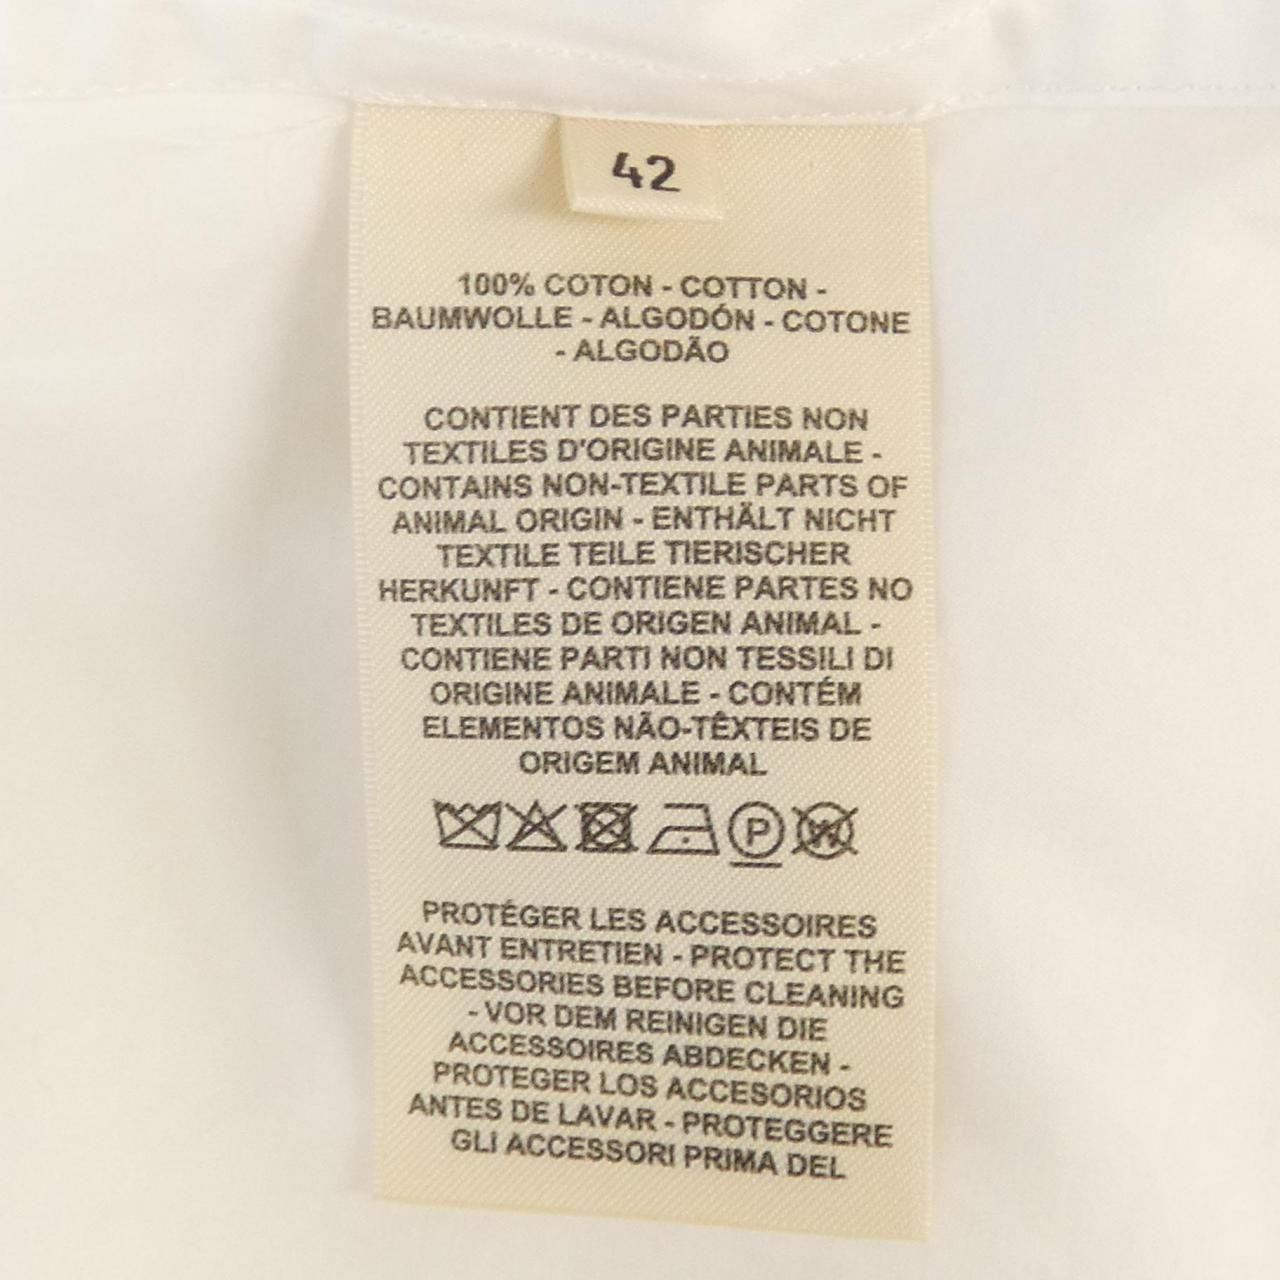 42
100% COTON - COTTON -
BAUMWOLLE - ALGODÓN - COTONE
- ALGODÃO
CONTIENT DES PARTIES NON
TEXTILES D'ORIGINE ANIMALE -
CONTAINS NON-TEXTILE PARTS OF
ANIMAL ORIGIN - ENTHÄLT NICHT
TEXTILE TEILE TIERISCHER
HERKUNFT - CONTIENE PARTES NO
TEXTILES DE ORIGEN ANIMAL -
CONTIENE PARTI NON TESSILI DI
ORIGINE ANIMALE - CONTÉM
ELEMENTOS NÃO-TÊXTEIS DE
ORIGEM ANIMAL
P W
PROTÉGER LES ACCESSOIRES
AVANT ENTRETIEN - PROTECT THE
ACCESSORIES BEFORE CLEANING
- VOR DEM REINIGEN DIE
ACCESSOIRES ABDECKEN -
PROTEGER LOS ACCESORIOS
ANTES DE LAVAR - PROTEGGERE
GLI ACCESSORI PRIMA DEL